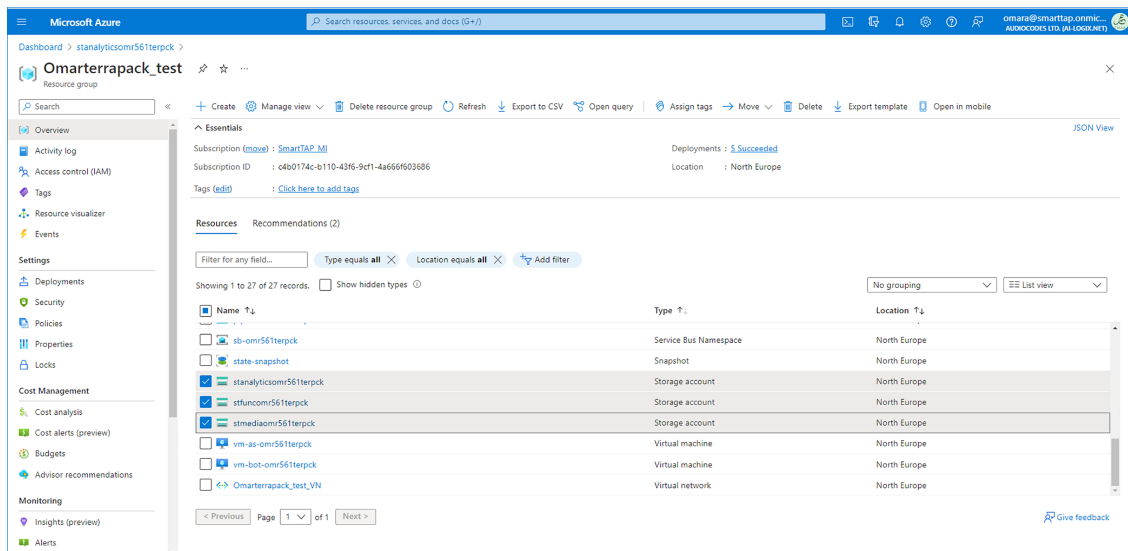 Microsoft Azure
Search resources, services, and docs (G+/)
omara@smarttap.onmic...
AUDIOCODES LTD. (AI-LOGIX.NET)
Dashboard > stanalyticsomr561terpck >
Omarterrapack_test
Resource group
Search
Create Manage view Delete resource group Refresh Export to CSV Open query Assign tags Move Delete Export template Open in mobile
Overview
Activity log
Access control (IAM)
Tags
Resource visualizer
Events
Settings
Deployments
Security
Policies
Properties
Locks
Cost Management
Cost analysis
Cost alerts (preview)
Budgets
Advisor recommendations
Monitoring
Insights (preview)
Alerts
Essentials
JSON View
Subscription (move) : SmartTAP_MI
Deployments : 5 Succeeded
Subscription ID : c4b0174c-b110-43f6-9cf1-4a666f603686
Location : North Europe
Tags (edit) : Click here to add tags
Resources Recommendations (2)
Filter for any field... Type equals all Location equals all Add filter
Showing 1 to 27 of 27 records. Show hidden types
No grouping List view
Name Type Location
sb-omr561terpck Service Bus Namespace North Europe
state-snapshot Snapshot North Europe
stanalyticsomr561terpck Storage account North Europe
stfuncomr561terpck Storage account North Europe
stmediaomr561terpck Storage account North Europe
vm-as-omr561terpck Virtual machine North Europe
vm-bot-omr561terpck Virtual machine North Europe
Omarterrapack_test_VN Virtual network North Europe
< Previous Page 1 of 1 Next >
Give feedback